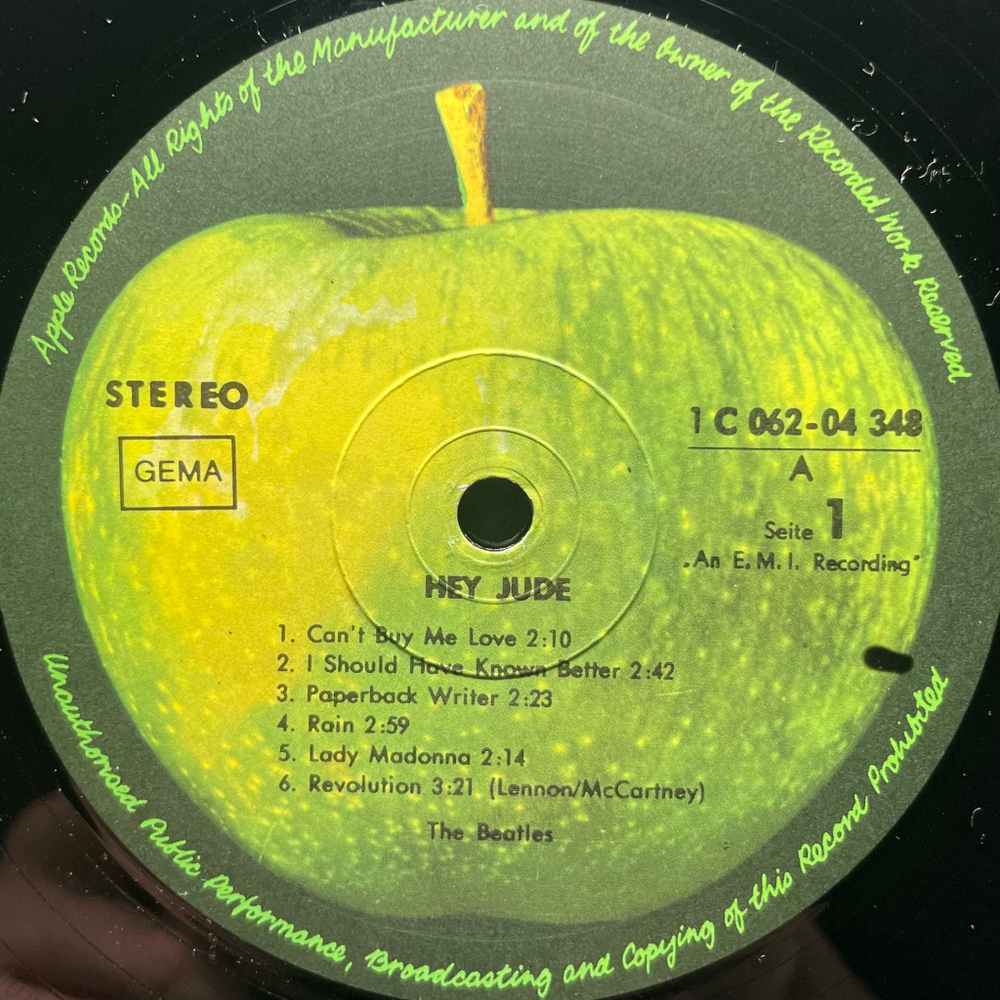 Apple Records - All Rights of the Manufacturer and of the Owner of the Recorded Work Reserved
STEREO
GEMA
1 C 062-04 348
A
Seite 1
„An E.M.I. Recording"
HEY JUDE
1. Can't Buy Me Love 2:10
2. I Should Have Known Better 2:42
3. Paperback Writer 2:23
4. Rain 2:59
5. Lady Madonna 2:14
6. Revolution 3:21 (Lennon/McCartney)
The Beatles
Unauthorised Public Performance, Broadcasting and Copying of this Record Prohibited